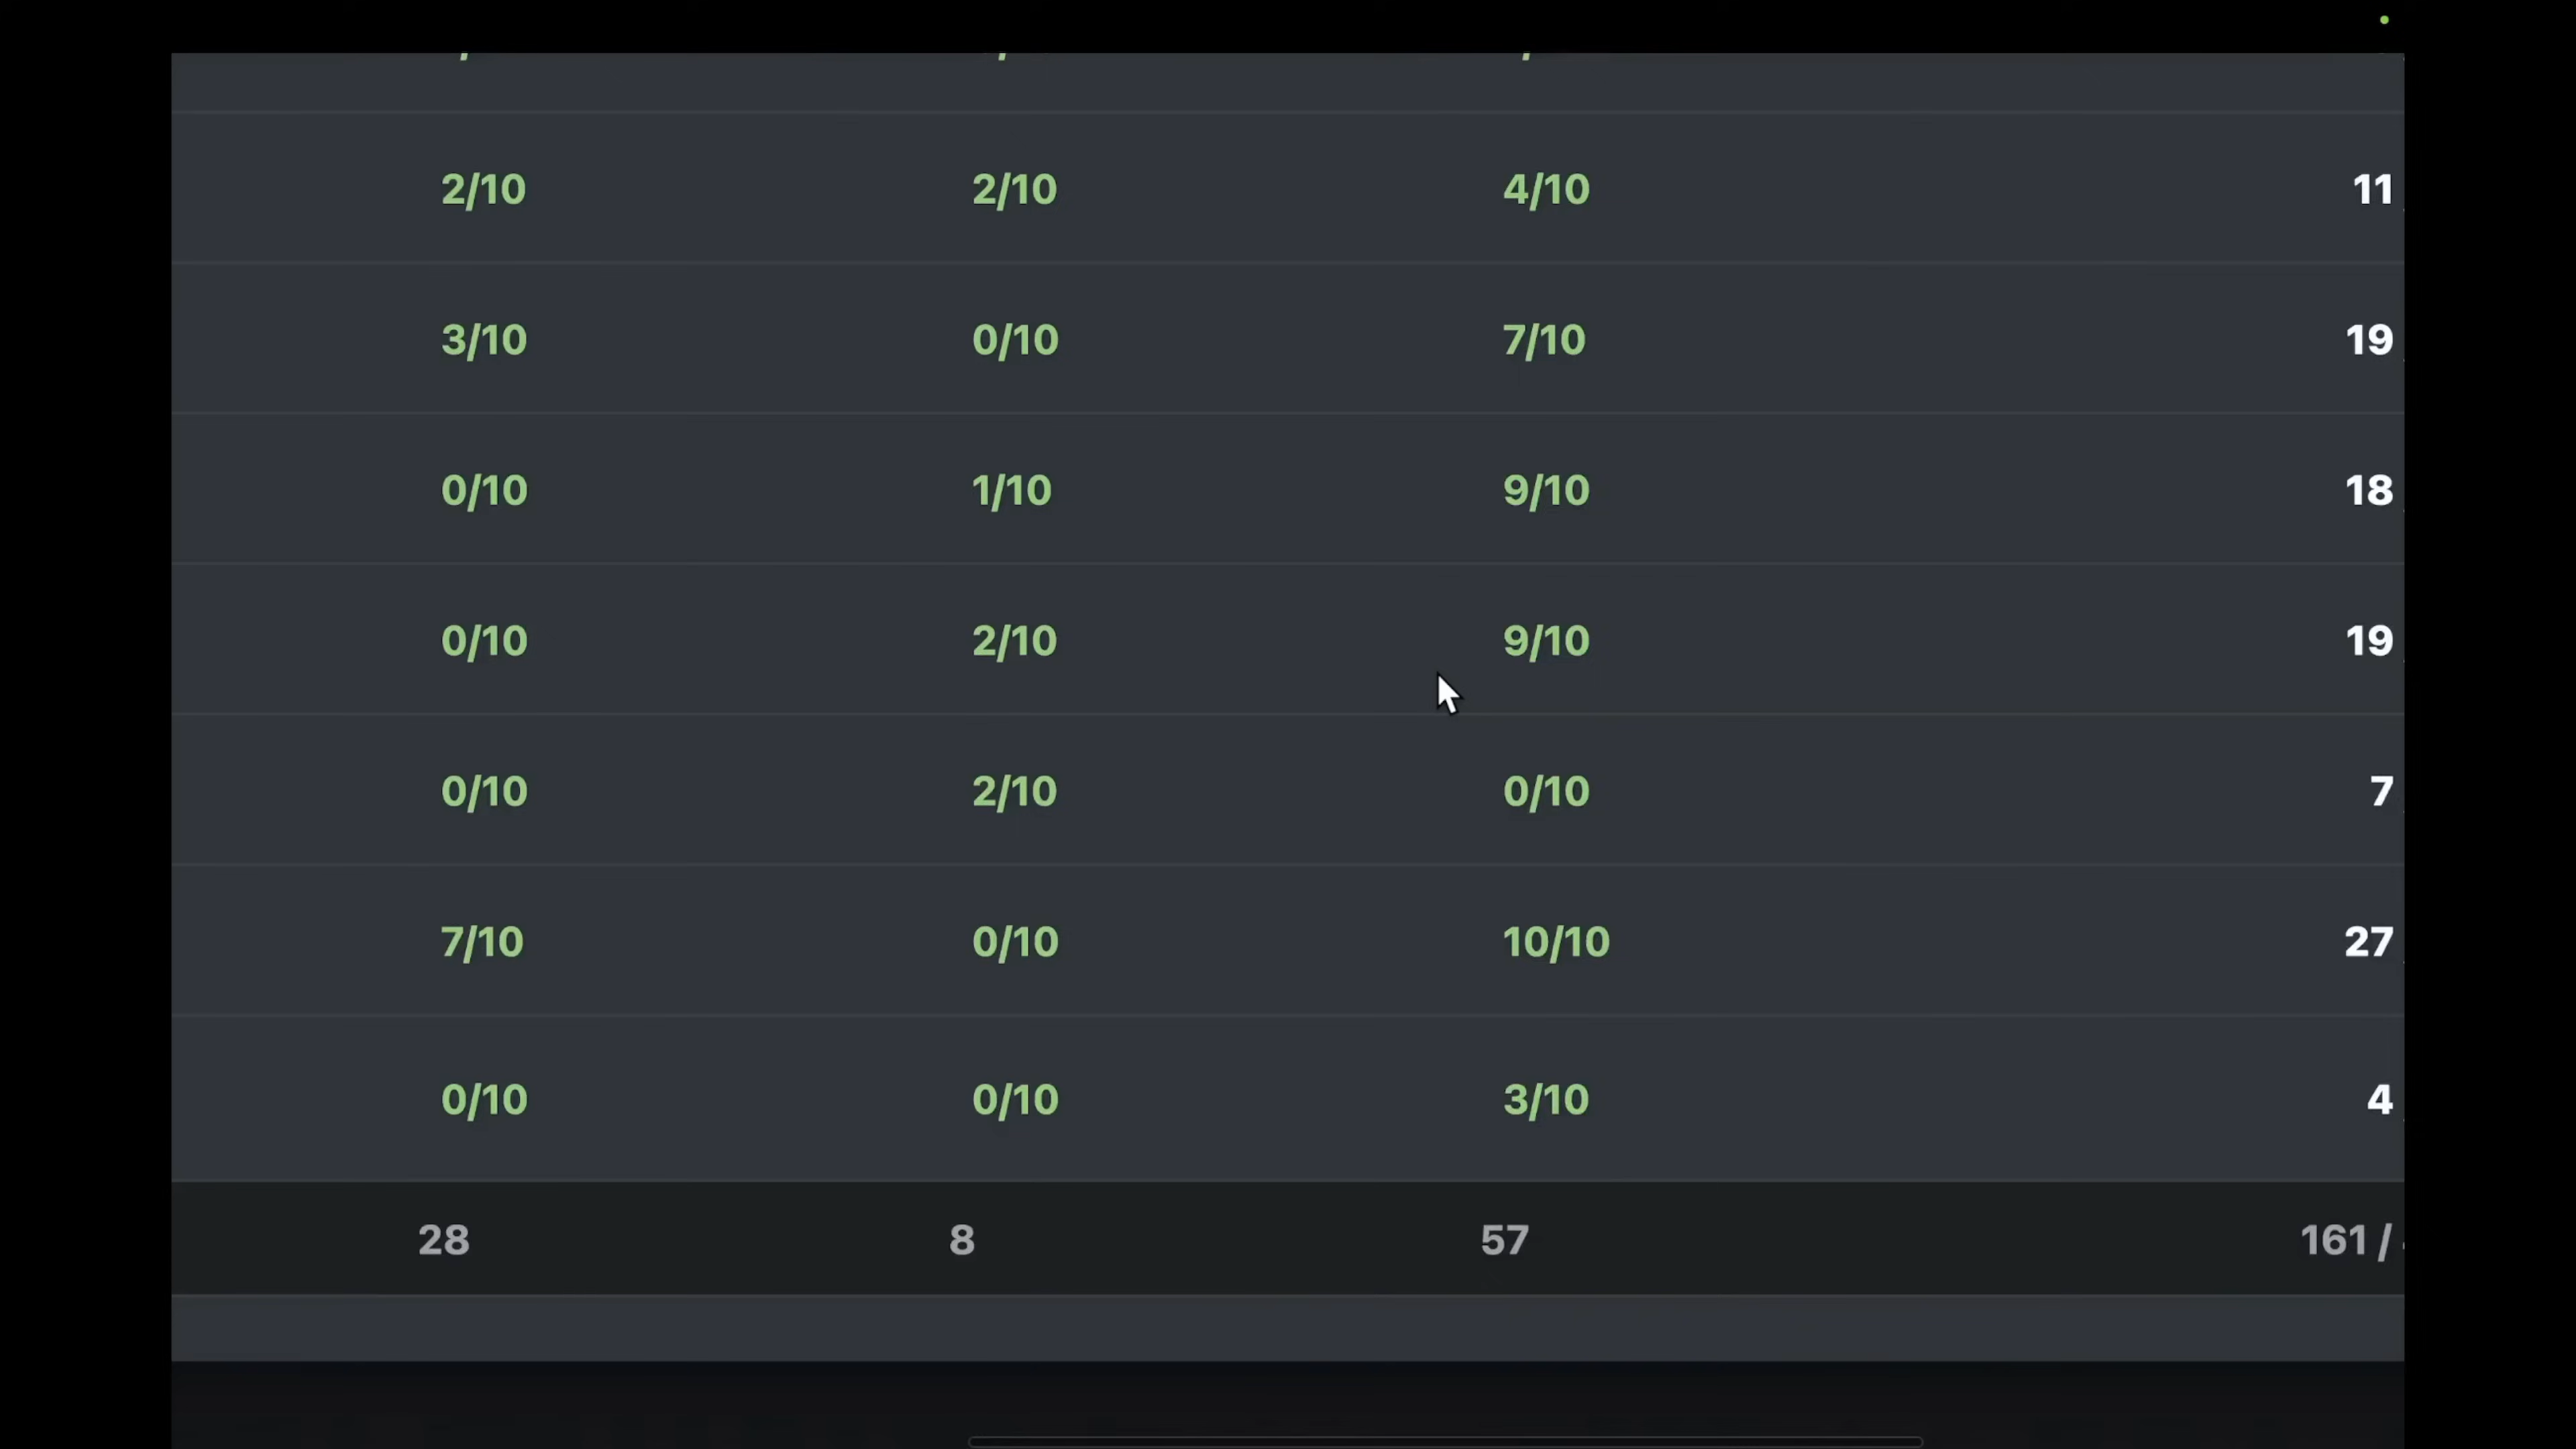 2/10 2/10 4/10 11
3/10 0/10 7/10 19
0/10 1/10 9/10 18
0/10 2/10 9/10 19
0/10 2/10 0/10 7
7/10 0/10 10/10 27
0/10 0/10 3/10 4
28 8 57 161 /